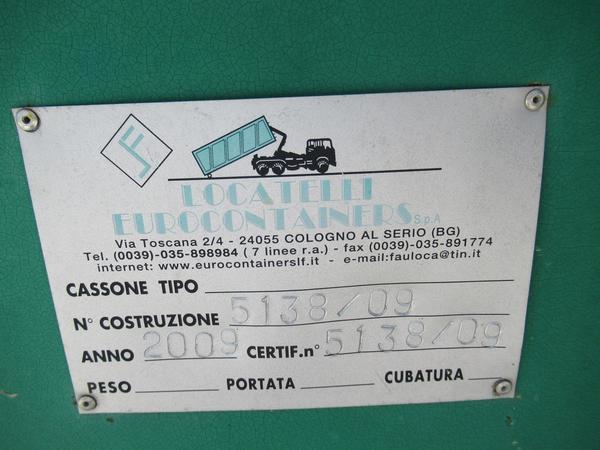 LF
LOCATELLI
EUROCONTAINERS S.p.A
Via Toscana 2/4 - 24055 COLOGNO AL SERIO (BG)
Tel. (0039)-035-898984 ( 7 linee r.a.) - fax (0039)-035-891774
internet: www.eurocontainerslf.it - e-mail:fauloca@tin.it
CASSONE TIPO
N° COSTRUZIONE 5138/09
ANNO 2009 CERTIF.n° 5138/09
PESO PORTATA CUBATURA